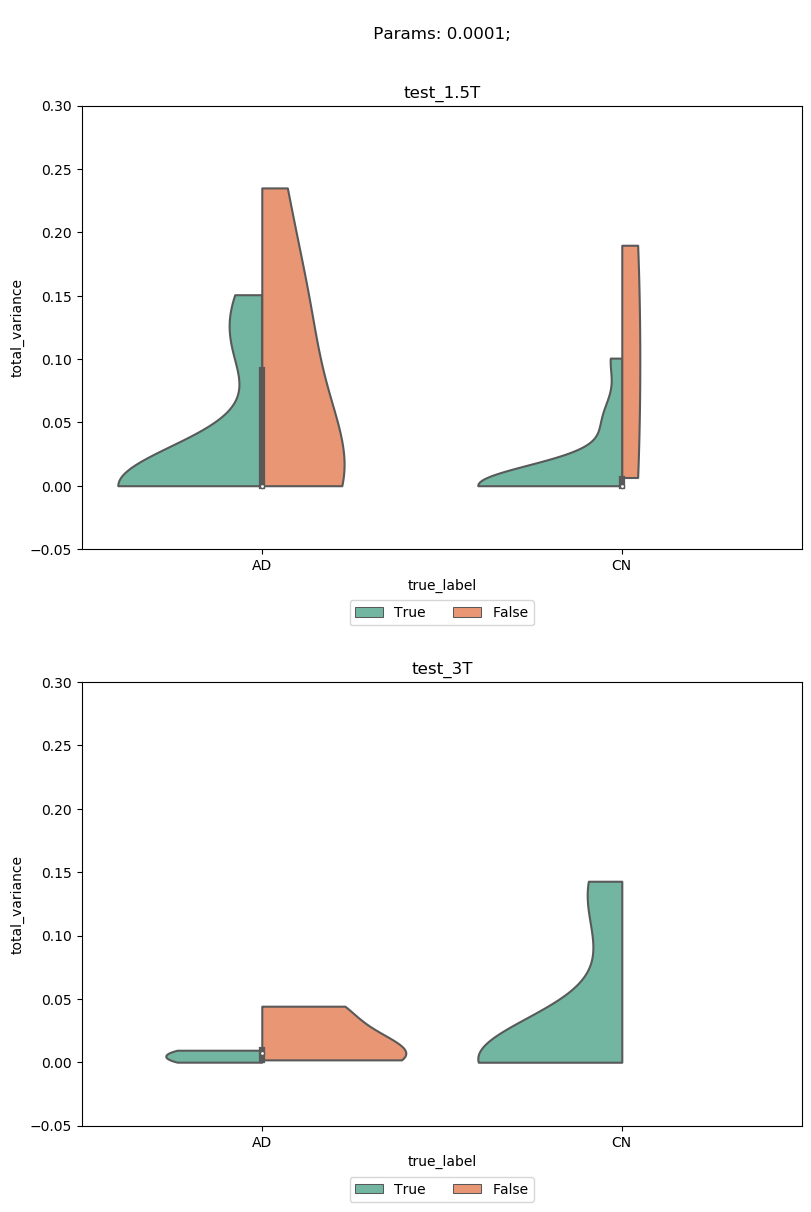 Params: 0.0001;
test_1.5T
0.30
0.25
0.20
0.15
0.10
0.05
0.00
−0.05
total_variance
AD CN
true_label
True False
test_3T
0.30
0.25
0.20
0.15
0.10
0.05
0.00
−0.05
total_variance
AD CN
true_label
True False